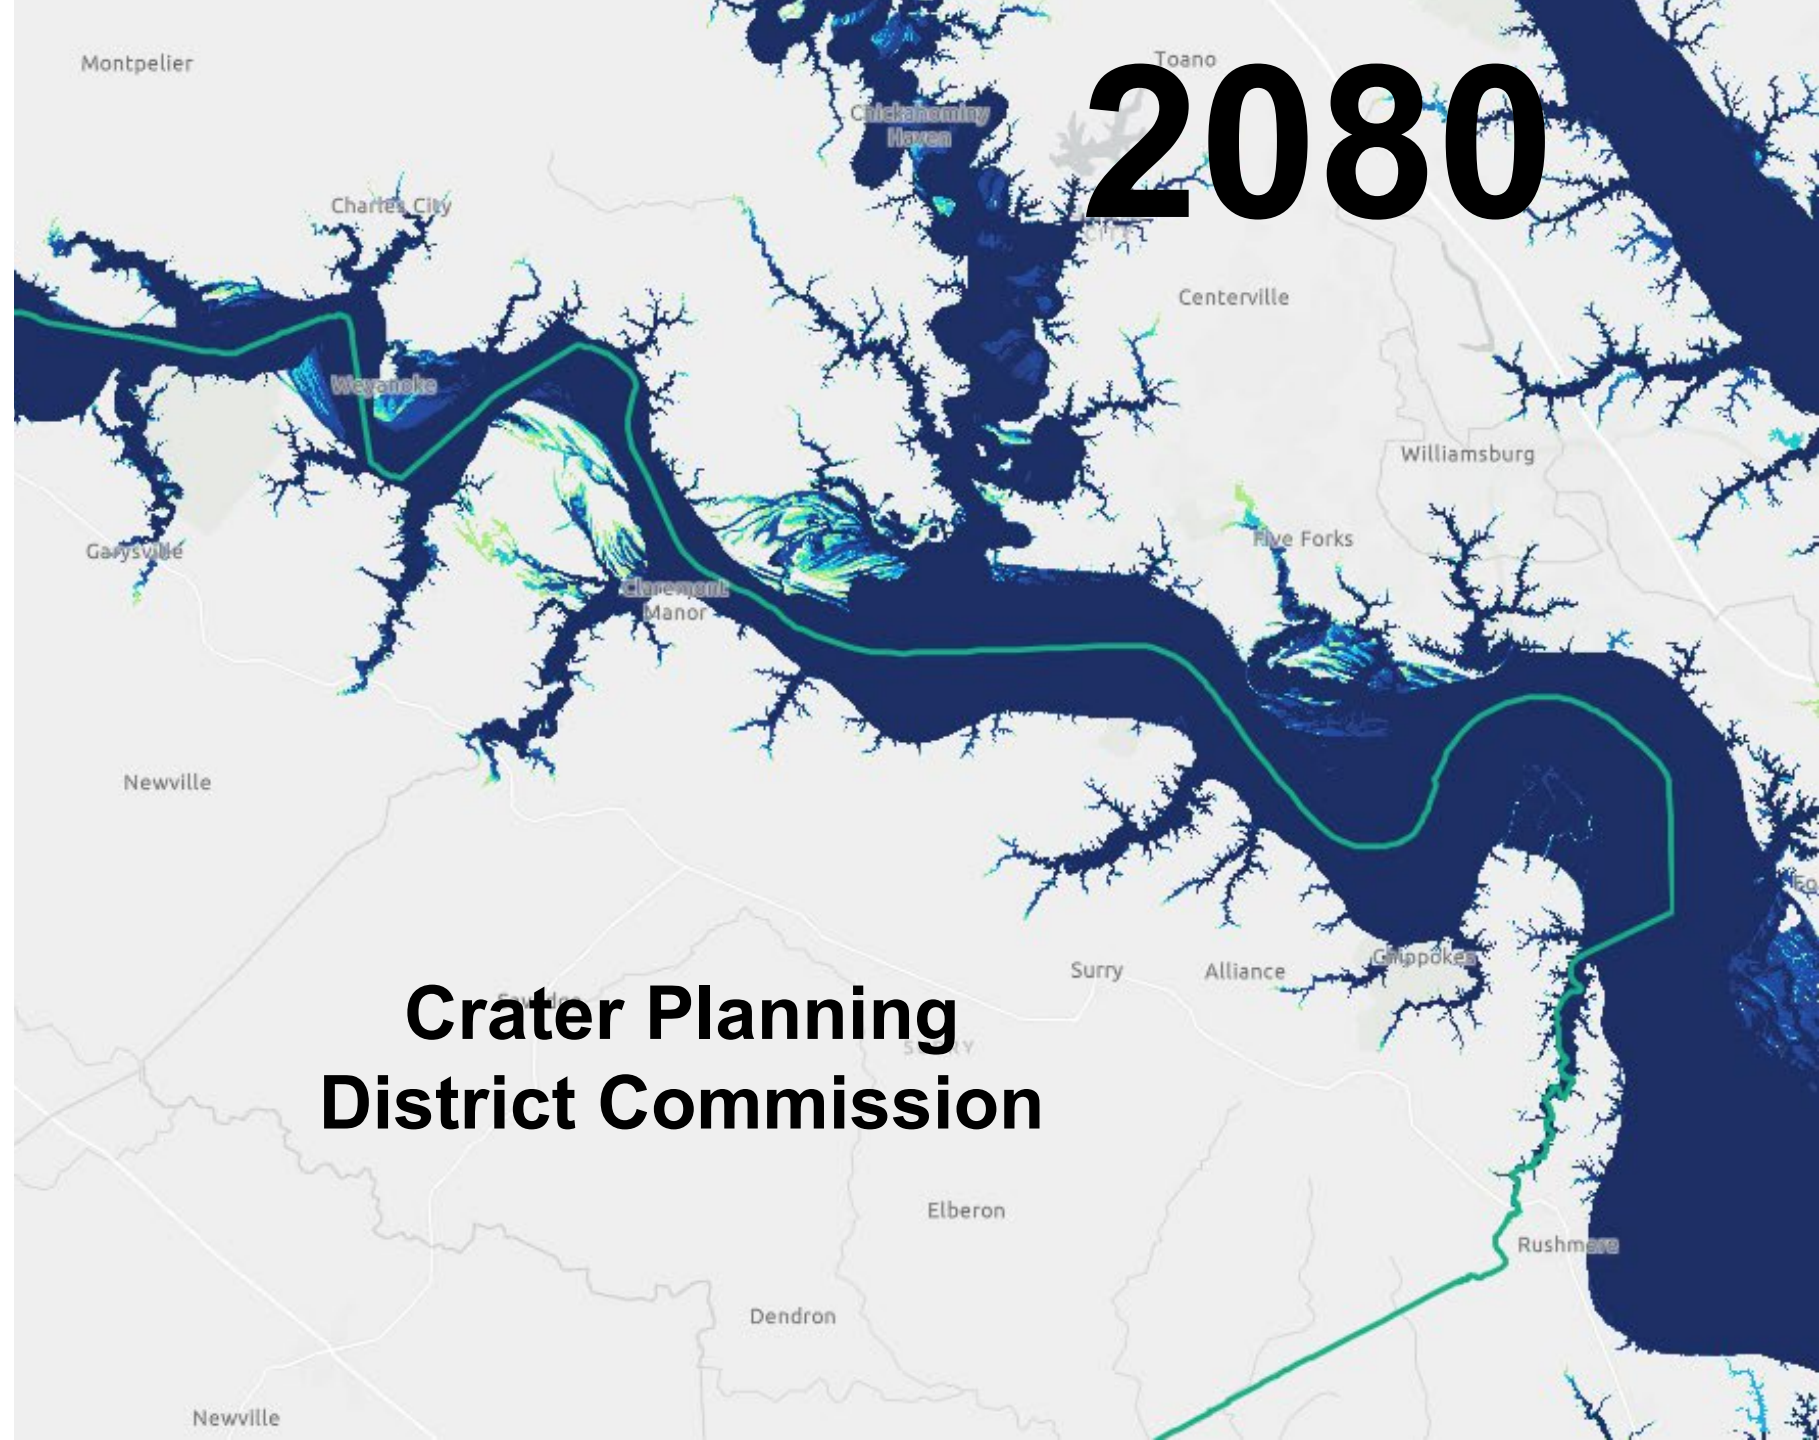 Montpelier
Toano
2080
Chickahominy
Haven
Charles City
CITY
Centerville
Weyanoke
Williamsburg
Garysville
Five Forks
Claremont
Manor
Newville
Surry
Alliance
Chippokes
Crater Planning
District Commission
Elberon
Rushmere
Dendron
Newville